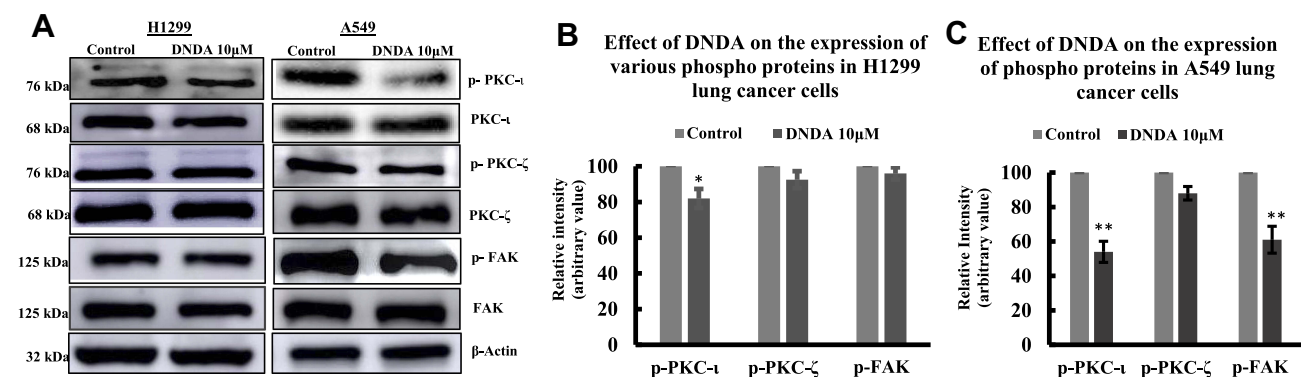 A
H1299
A549
Control
DNDA 10μM
Control
DNDA 10μM
76 kDa
p- PKC-ι
68 kDa
PKC-ι
76 kDa
p- PKC-ζ
68 kDa
PKC-ζ
125 kDa
p- FAK
125 kDa
FAK
32 kDa
β-Actin
B
Effect of DNDA on the expression of
various phospho proteins in H1299
lung cancer cells
Control
DNDA 10μM
Relative intensity
(arbitrary value)
100
80
60
40
20
0
*
p-PKC-ι
p-PKC-ζ
p-FAK
C
Effect of DNDA on the expression
of phospho proteins in A549 lung
cancer cells
Control
DNDA 10μM
Relative Intensity
(arbitrary value)
100
80
60
40
20
0
**
**
p-PKC-ι
p-PKC-ζ
p-FAK